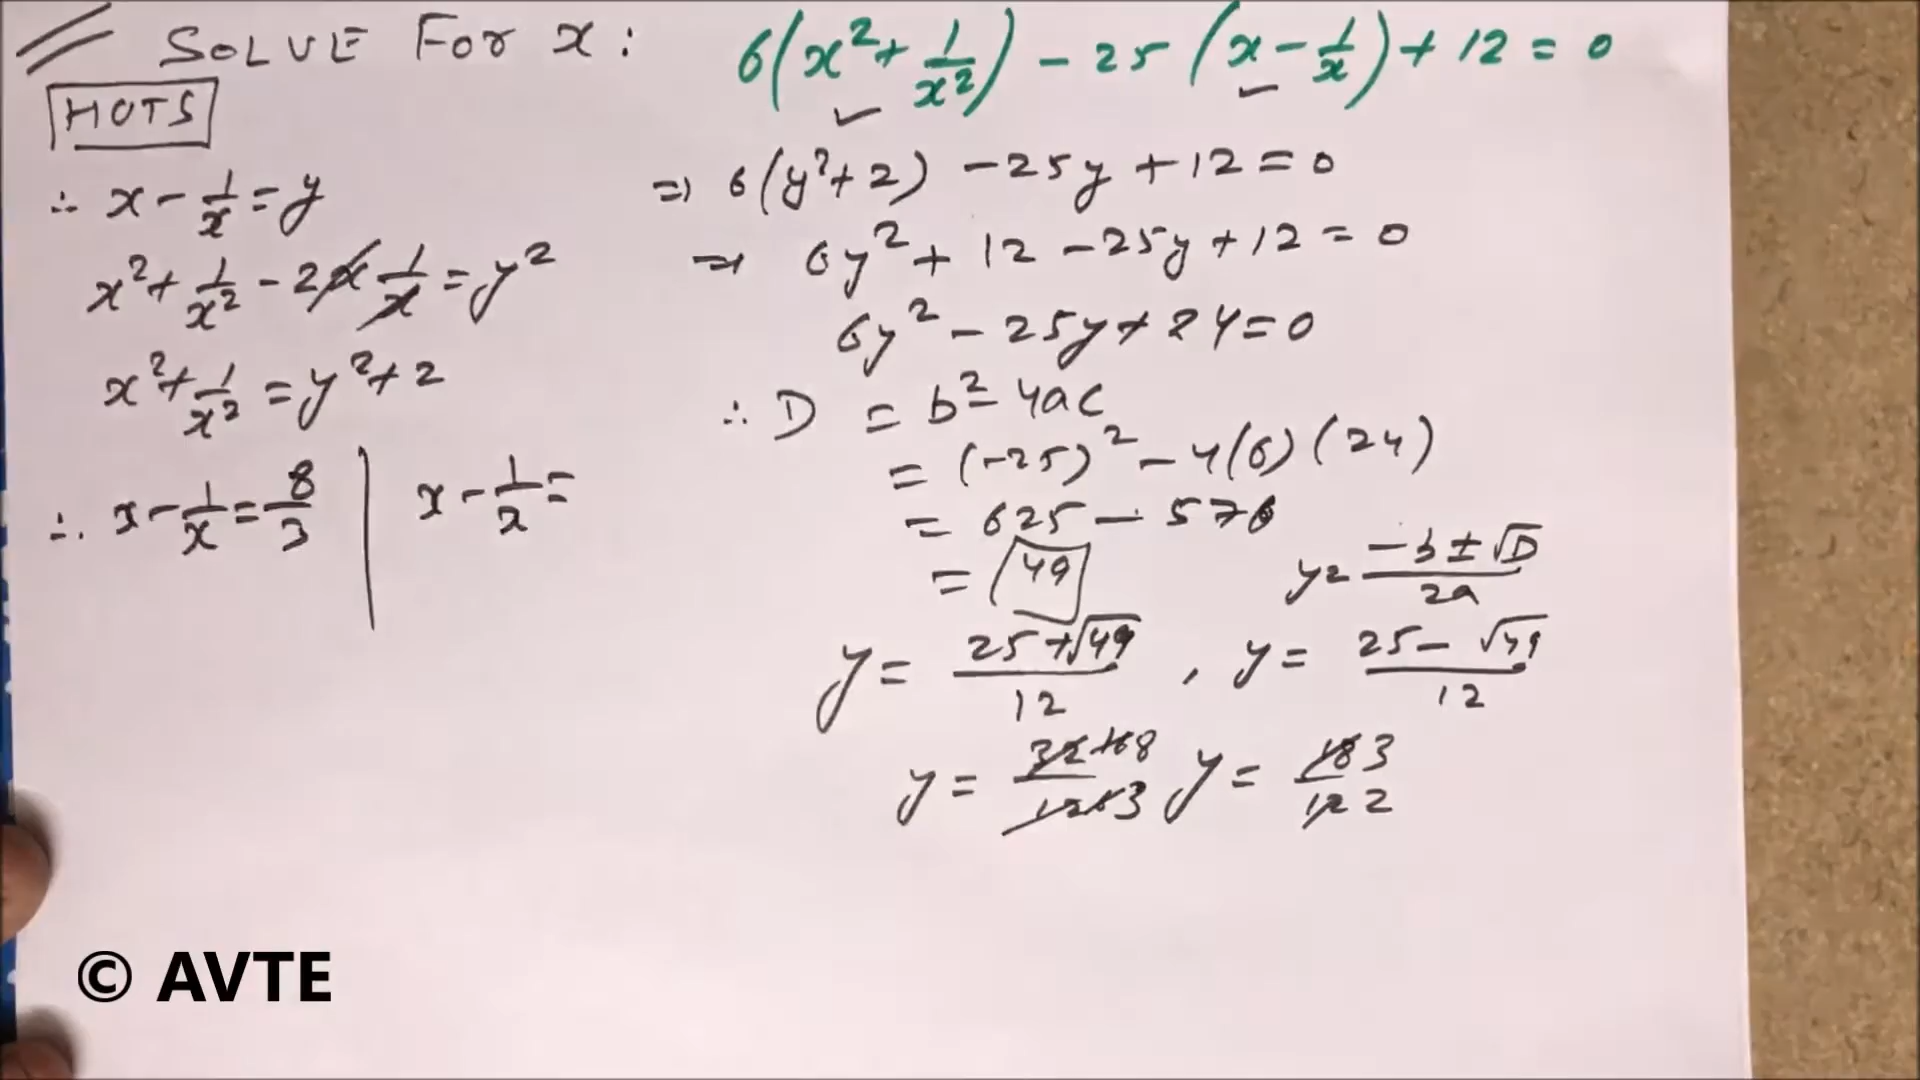 SOLVE FOR x: 6(x² + 1/x²) - 25 (x - 1/x) + 12 = 0
HOTS
∴ x - 1/x = y
x² + 1/x² - 2x 1/x = y²
x² + 1/x² = y² + 2
∴ x - 1/x = 8/3 | x - 1/x =
⇒ 6(y² + 2) - 25y + 12 = 0
⇒ 6y² + 12 - 25y + 12 = 0
6y² - 25y + 24 = 0
∴ D = b² - 4ac
= (-25)² - 4(6)(24)
= 625 - 576
= 49
y = (-b ± √D)/2a
y = (25 + √49)/12 , y = (25 - √49)/12
y = 32 16 8/12 6 3 y = 18 3/12 2
© AVTE